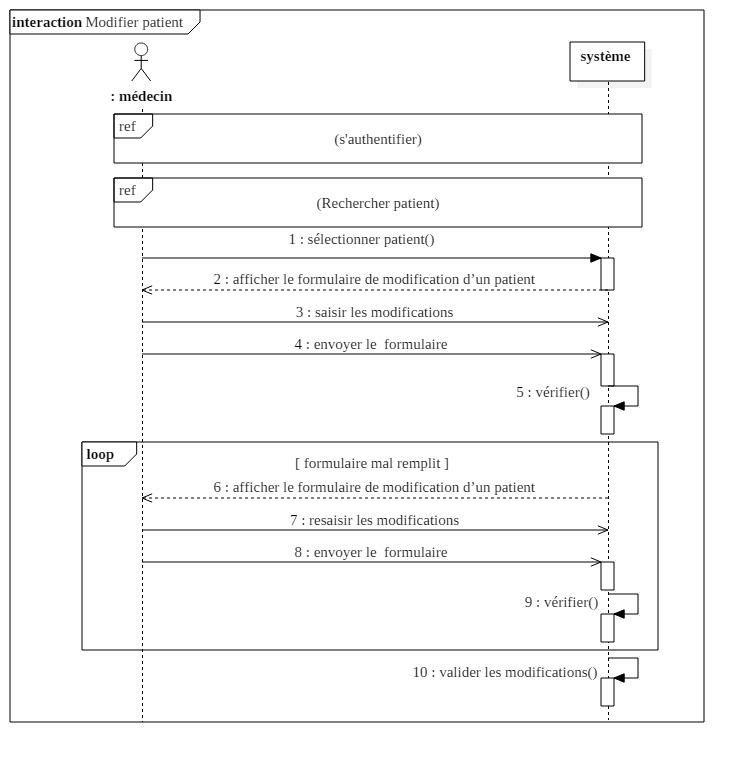 interaction Modifier patient
système
: médecin
ref
(s'authentifier)
ref
(Rechercher patient)
1 : sélectionner patient()
2 : afficher le formulaire de modification d’un patient
3 : saisir les modifications
4 : envoyer le  formulaire
5 : vérifier()
loop
[ formulaire mal remplit ]
6 : afficher le formulaire de modification d’un patient
7 : resaisir les modifications
8 : envoyer le  formulaire
9 : vérifier()
10 : valider les modifications()